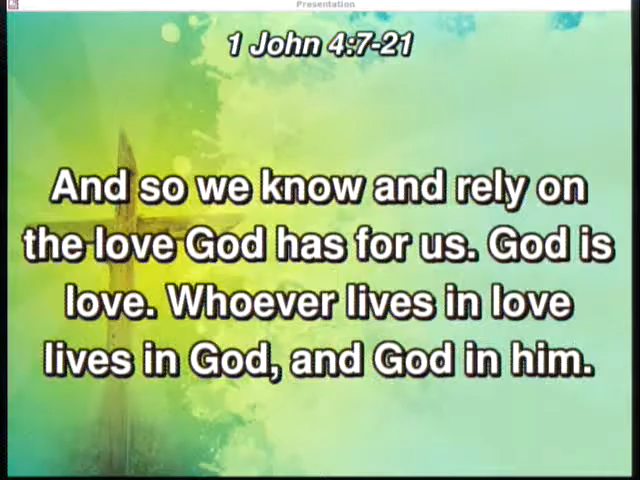 Presentation
1 John 4:7-21
And so we know and rely on
the love God has for us. God is
love. Whoever lives in love
lives in God, and God in him.